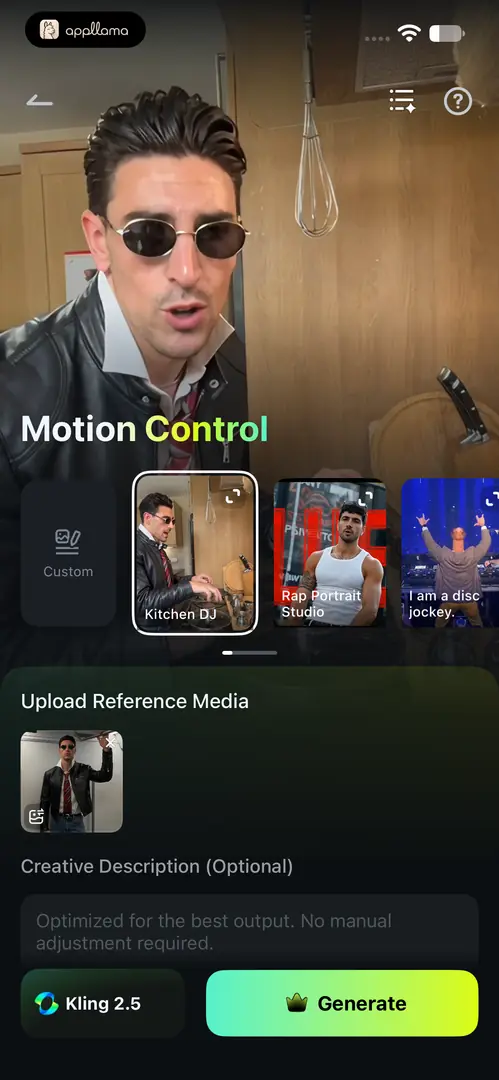 appllama
Motion Control
Custom
Kitchen DJ
Rap Portrait
Studio
I am a disc
jockey.
Upload Reference Media
Creative Description (Optional)
Optimized for the best output. No manual
adjustment required.
Kling 2.5
Generate